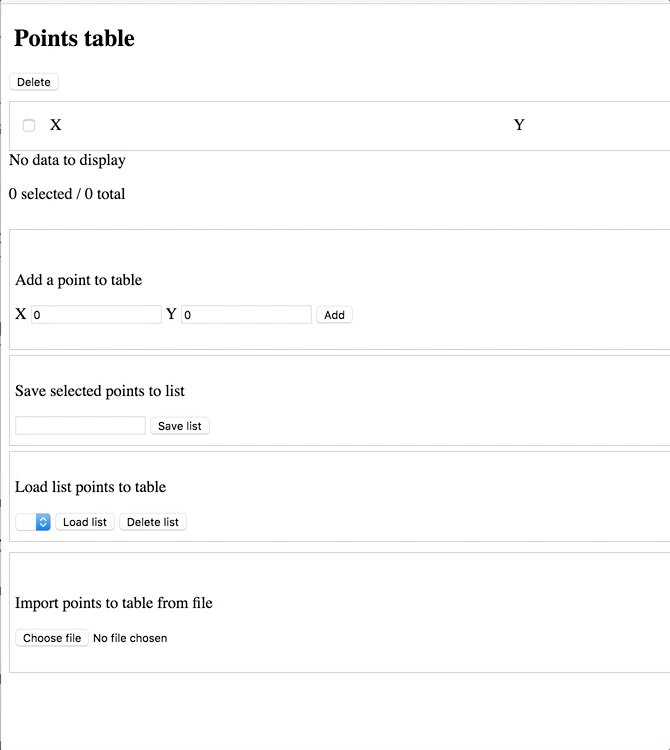 Points table
Delete
X Y
No data to display
0 selected / 0 total
Add a point to table
X 0 Y 0 Add
Save selected points to list
Save list
Load list points to table
Load list Delete list
Import points to table from file
Choose file No file chosen